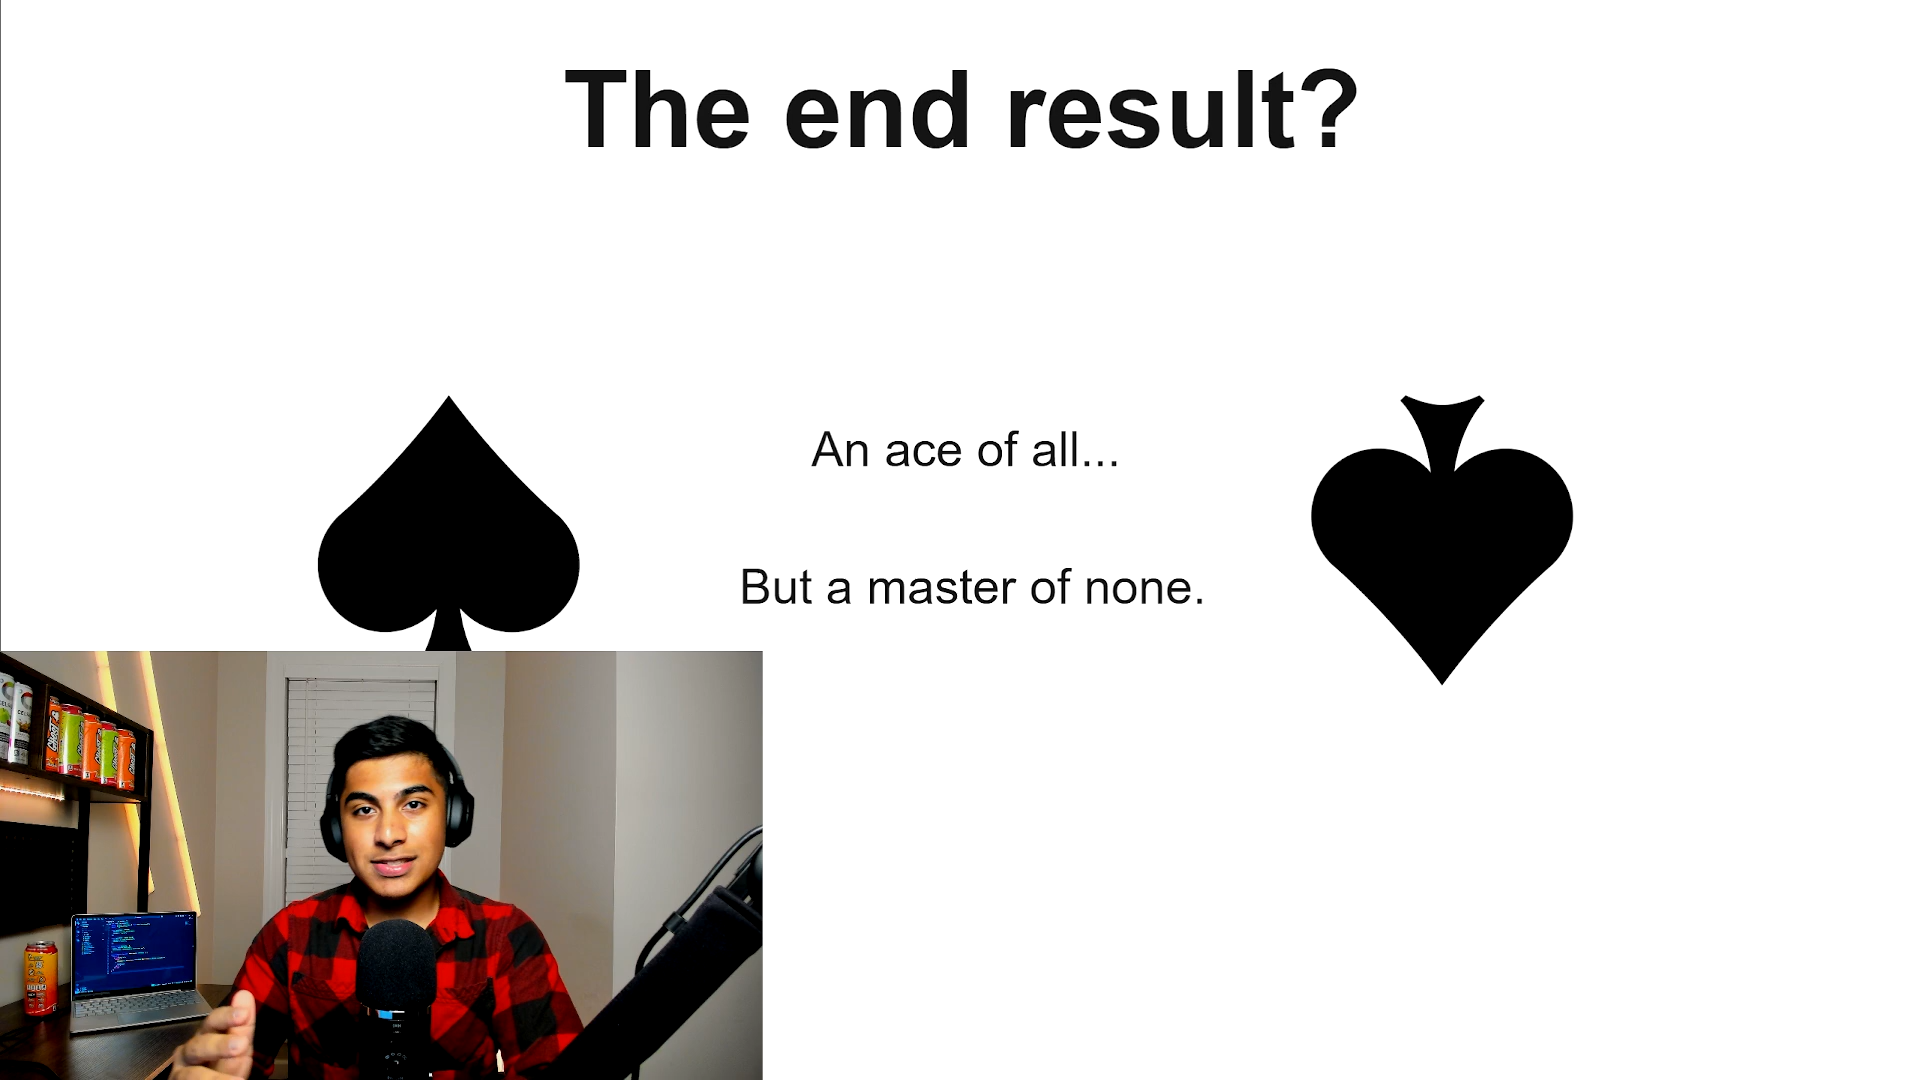 The end result?
An ace of all...
But a master of none.